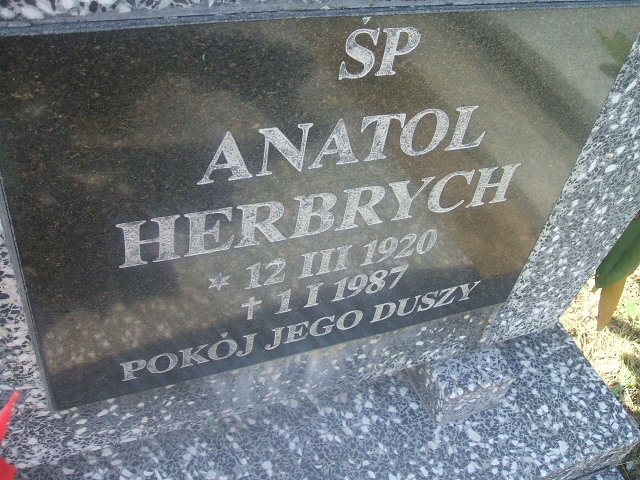 ŚP
ANATOL
HERBRYCH
* 12 III 1920
† 1 I 1987
POKÓJ JEGO DUSZY